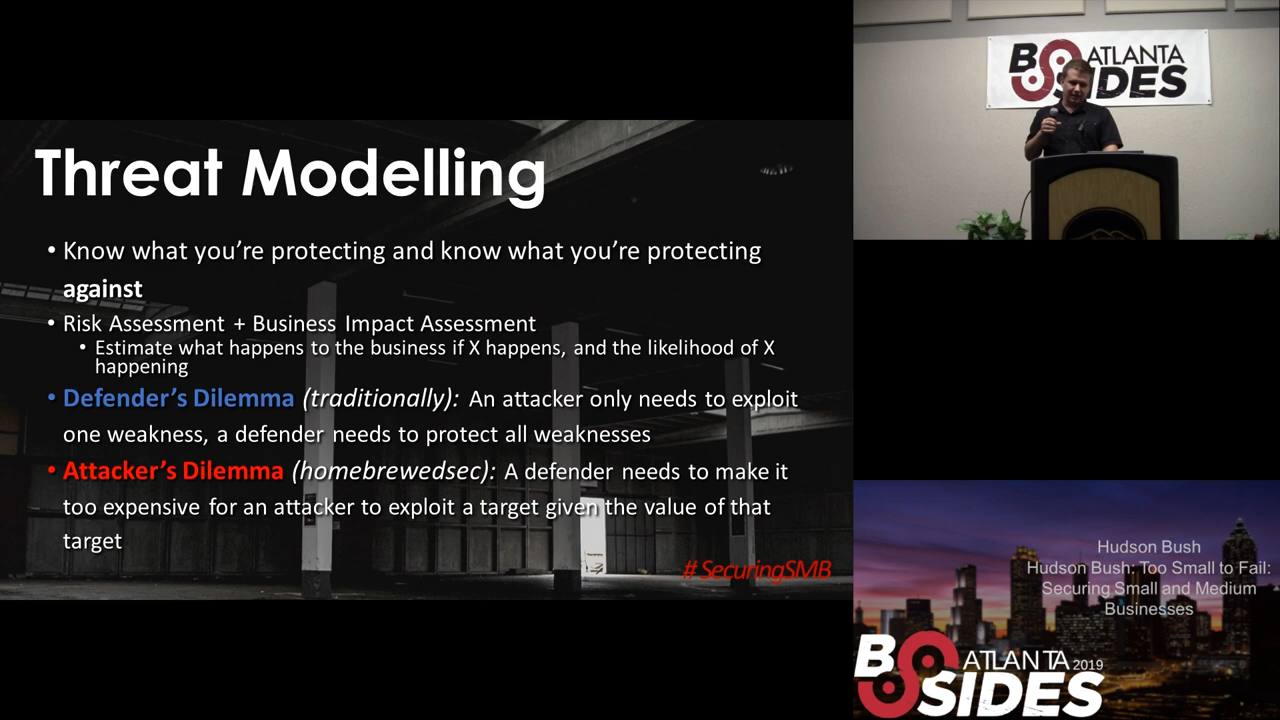 Threat Modelling
• Know what you're protecting and know what you're protecting
against
• Risk Assessment + Business Impact Assessment
• Estimate what happens to the business if X happens, and the likelihood of X
happening
• Defender's Dilemma (traditionally): An attacker only needs to exploit
one weakness, a defender needs to protect all weaknesses
• Attacker's Dilemma (homebrewedsec): A defender needs to make it
too expensive for an attacker to exploit a target given the value of that
target
#SecuringSMB
BSIDES ATLANTA
Hudson Bush
Hudson Bush: Too Small to Fail:
Securing Small and Medium
Businesses
BSIDES ATLANTA 2019